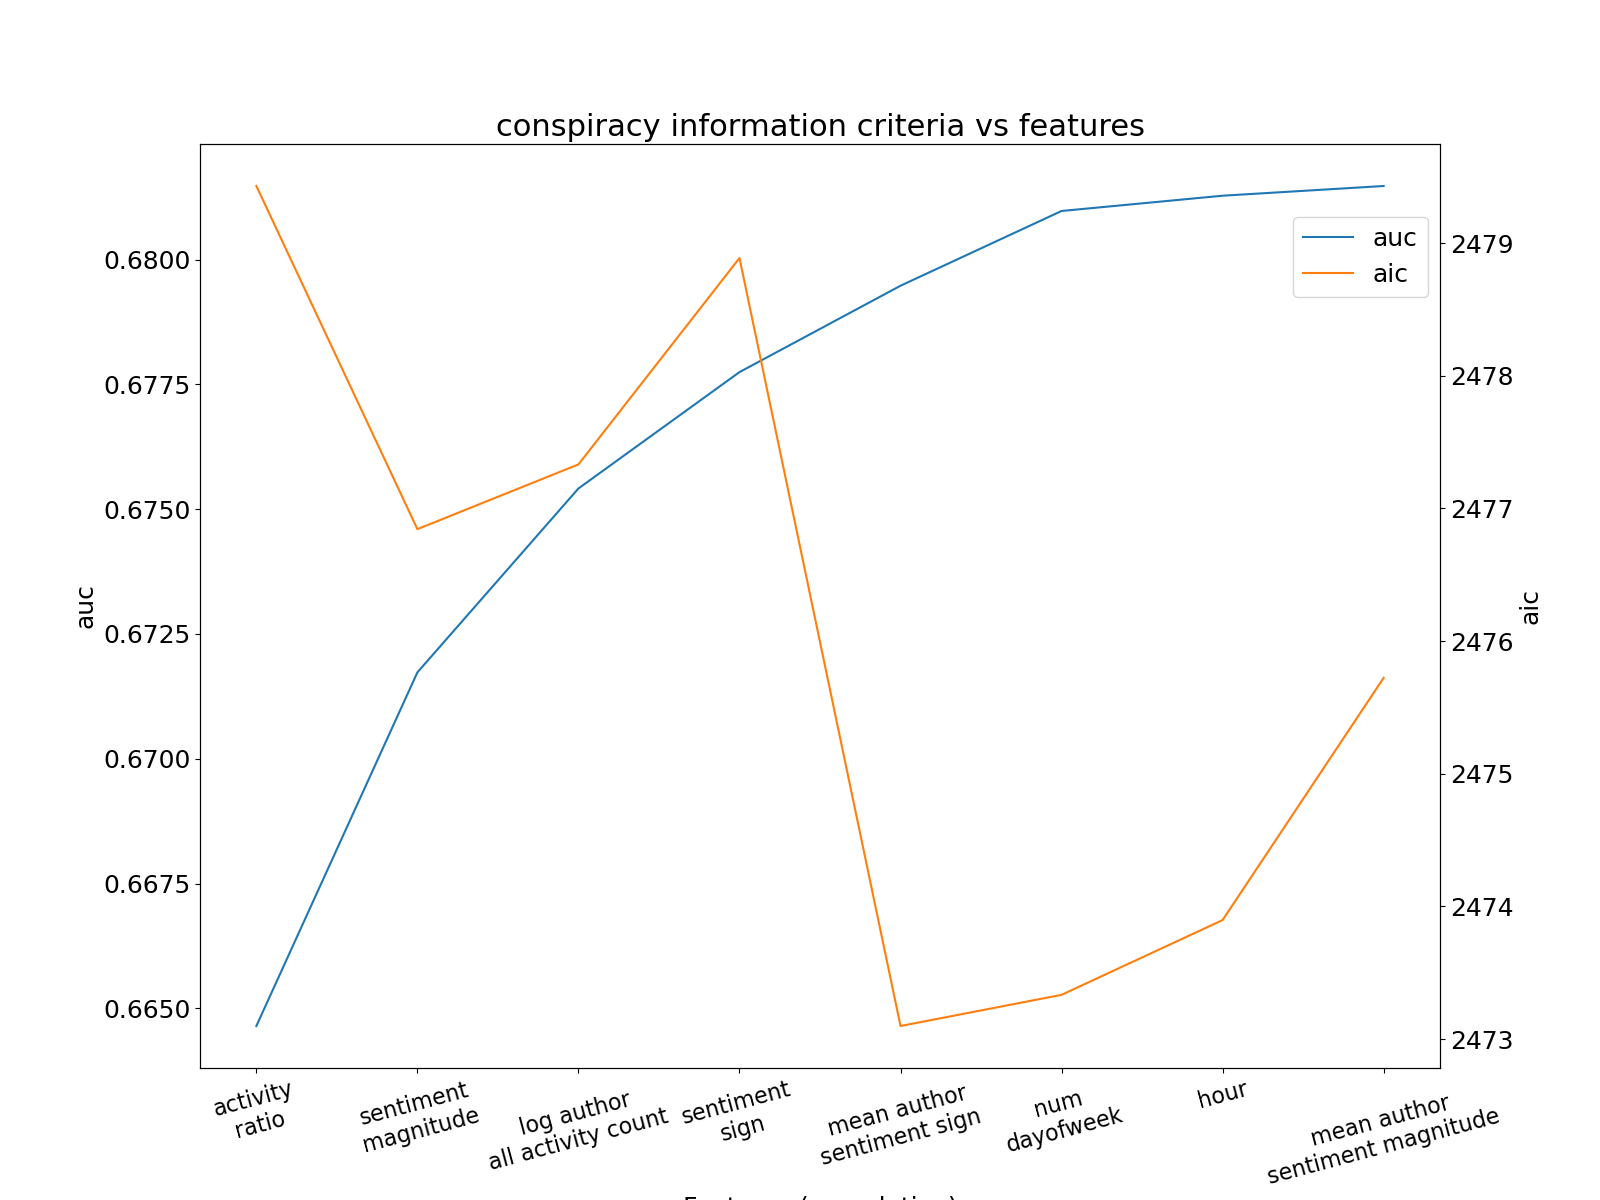 conspiracy information criteria vs features
auc
aic
0.6800
0.6775
0.6750
0.6725
0.6700
0.6675
0.6650
auc
2479
2478
2477
2476
2475
2474
2473
aic
activity
ratio
sentiment
magnitude
log author
all activity count
sentiment
sign
mean author
sentiment sign
num
dayofweek
hour
mean author
sentiment magnitude